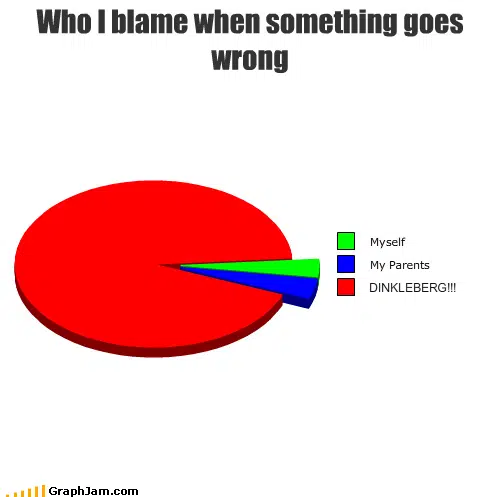 Who I blame when something goes
wrong
Myself
My Parents
DINKLEBERG!!!
GraphJam.com